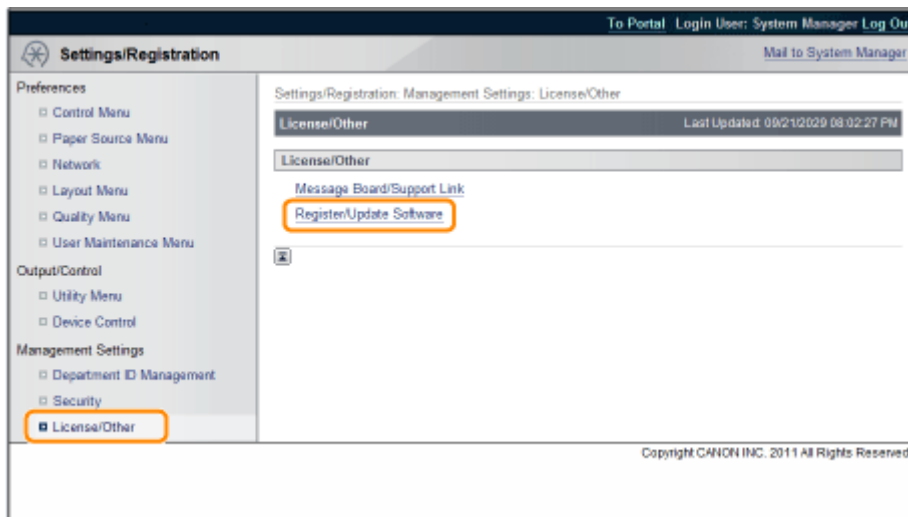 To Portal Login User: System Manager Log Ou
Settings/Registration
Mail to System Manager
Preferences
Control Menu
Paper Source Menu
Network
Layout Menu
Quality Menu
User Maintenance Menu
Output/Control
Utility Menu
Device Control
Management Settings
Department ID Management
Security
License/Other
Settings/Registration: Management Settings: License/Other
License/Other Last Updated: 09/21/2029 08:02:27 PM
License/Other
Message Board/Support Link
Register/Update Software
Copyright CANON INC. 2011 All Rights Reserved